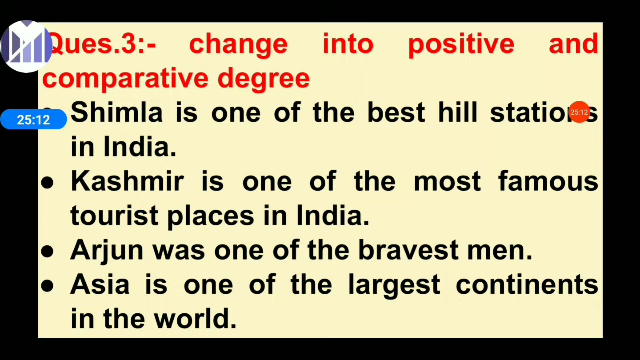 Ques.3:- change into positive and
comparative degree
● Shimla is one of the best hill stations
25:12
25:12
in India.
● Kashmir is one of the most famous
tourist places in India.
● Arjun was one of the bravest men.
● Asia is one of the largest continents
in the world.